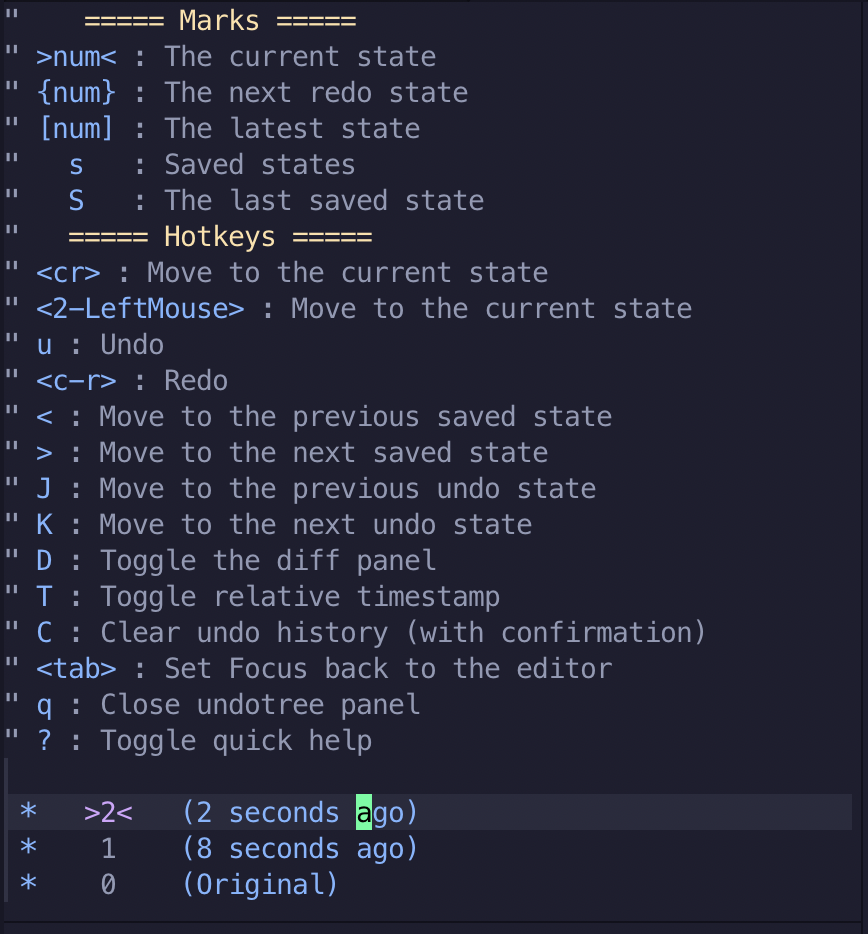 "    ===== Marks =====
" >num< : The current state
" {num} : The next redo state
" [num] : The latest state
"   s   : Saved states
"   S   : The last saved state
"   ===== Hotkeys =====
" <cr> : Move to the current state
" <2-LeftMouse> : Move to the current state
" u : Undo
" <c-r> : Redo
" < : Move to the previous saved state
" > : Move to the next saved state
" J : Move to the previous undo state
" K : Move to the next undo state
" D : Toggle the diff panel
" T : Toggle relative timestamp
" C : Clear undo history (with confirmation)
" <tab> : Set Focus back to the editor
" q : Close undotree panel
" ? : Toggle quick help
*   >2<   (2 seconds ago)
*    1    (8 seconds ago)
*    0    (Original)